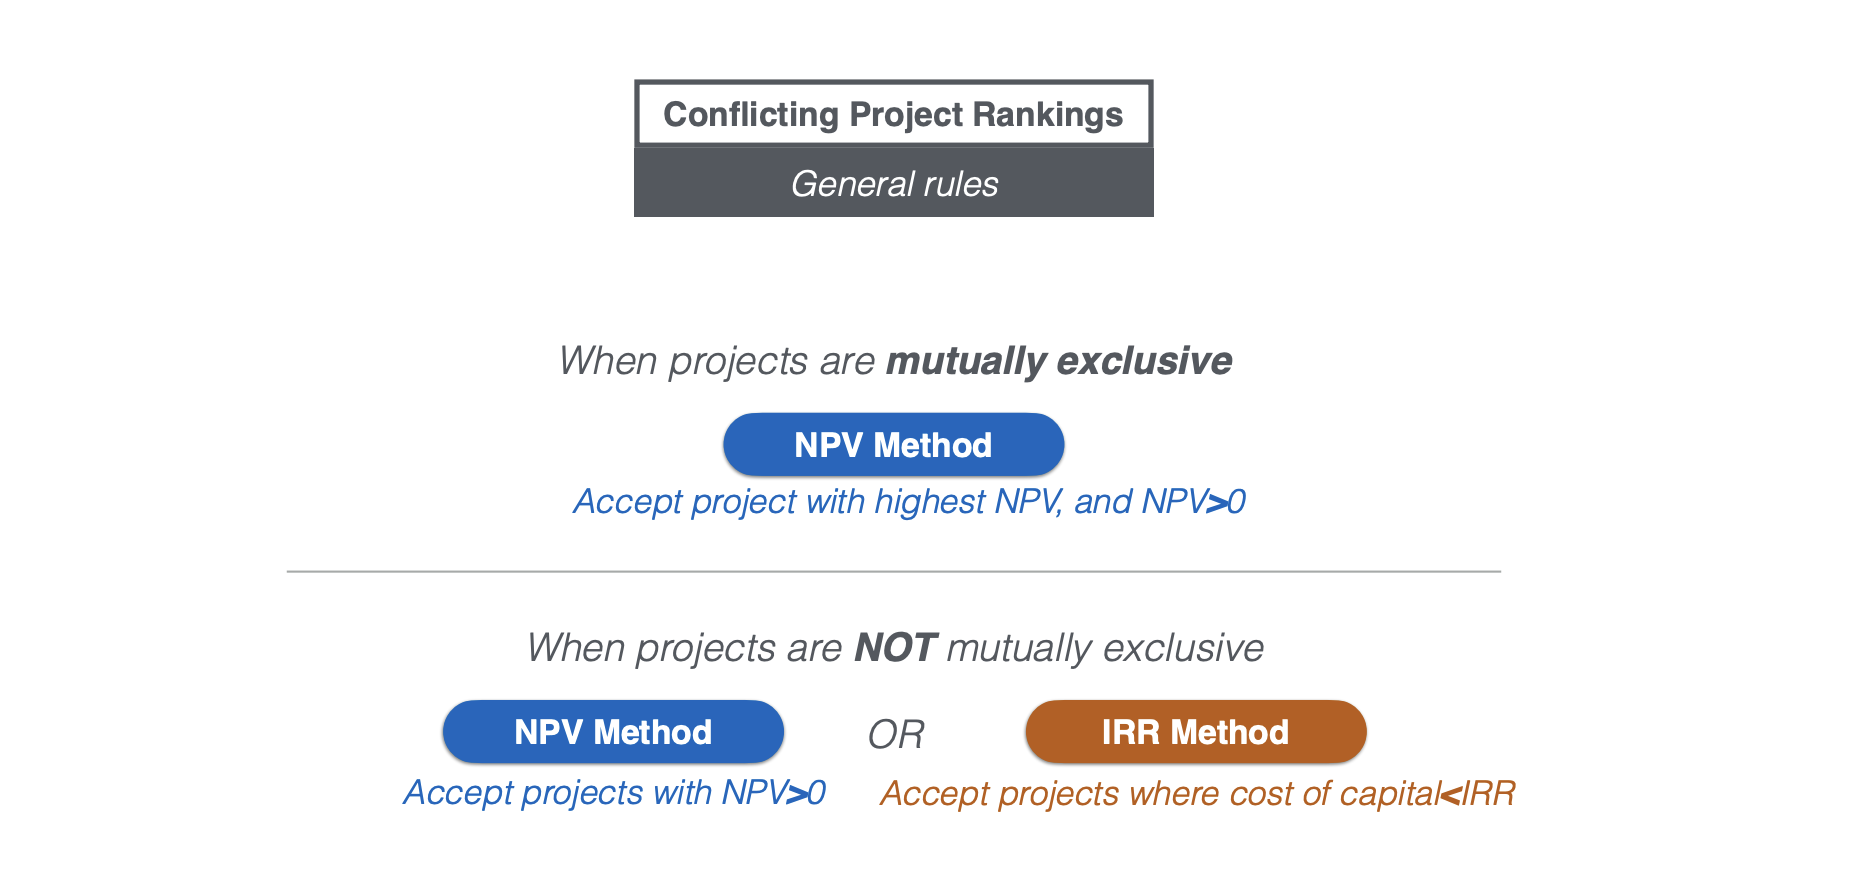 Conflicting Project Rankings
General rules
When projects are mutually exclusive
NPV Method
Accept project with highest NPV, and NPV>0
When projects are NOT mutually exclusive
NPV Method
OR
IRR Method
Accept projects with NPV>0
Accept projects where cost of capital<IRR